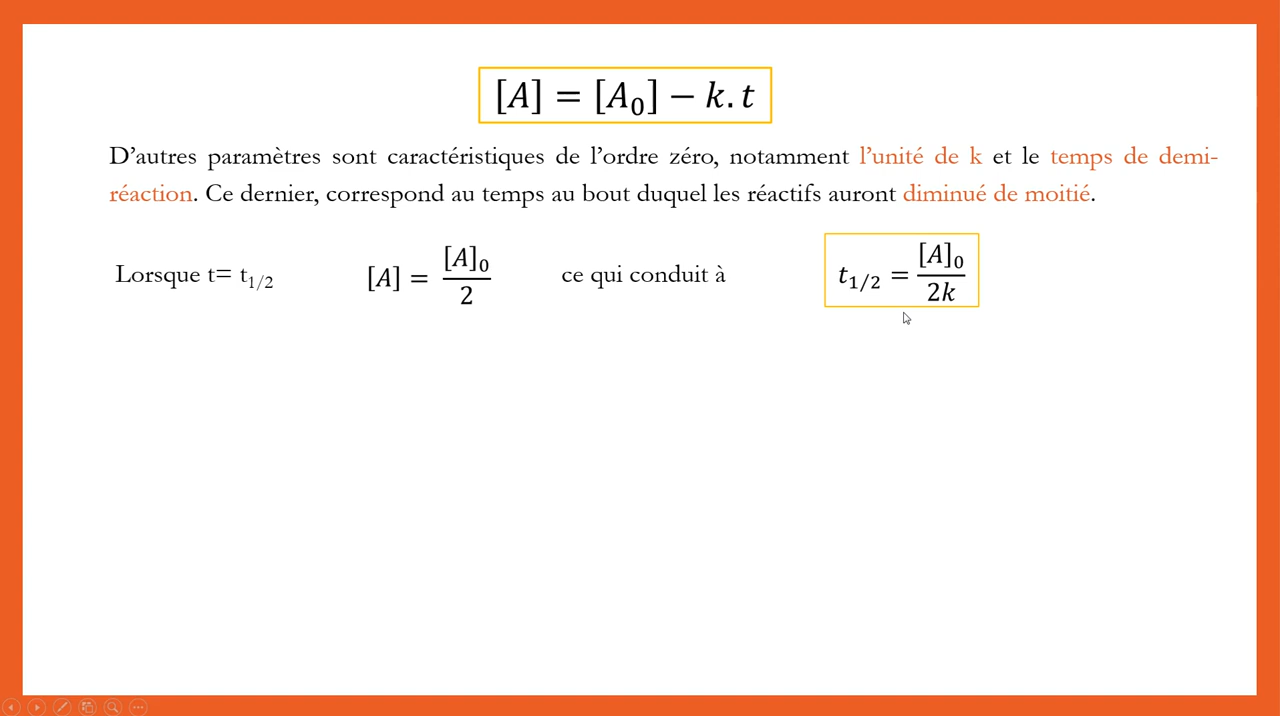 [A] = [A₀] − k. t
D'autres paramètres sont caractéristiques de l'ordre zéro, notamment l'unité de k et le temps de demi-
réaction. Ce dernier, correspond au temps au bout duquel les réactifs auront diminué de moitié.
Lorsque t= t₁/₂ [A] = [A]₀/2 ce qui conduit à t₁/₂ = [A]₀/2k